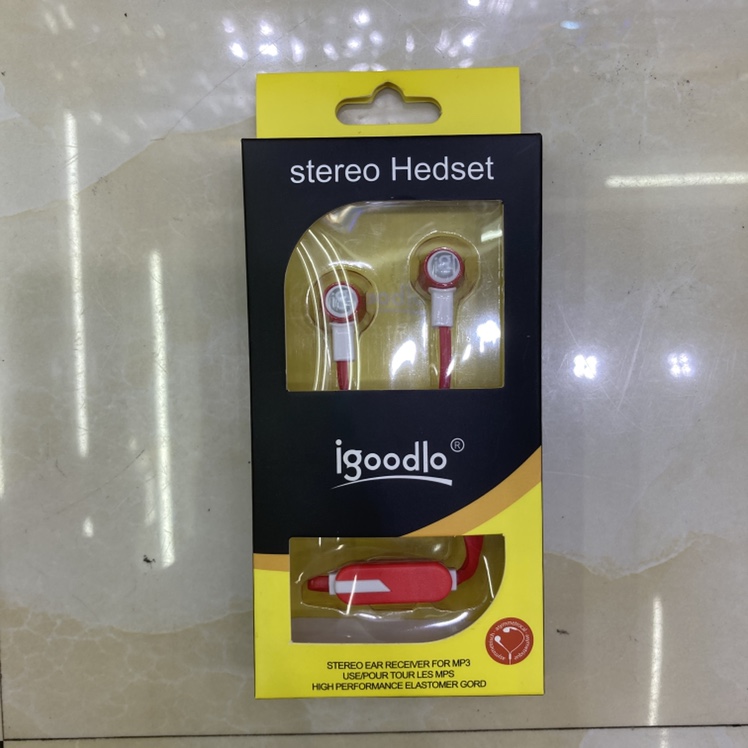 stereo Hedset
igoodlo ®
STEREO EAR RECEIVER FOR MP3
USE/POUR TOUR LES MPS
HIGH PERFORMANCE ELASTOMER GORD